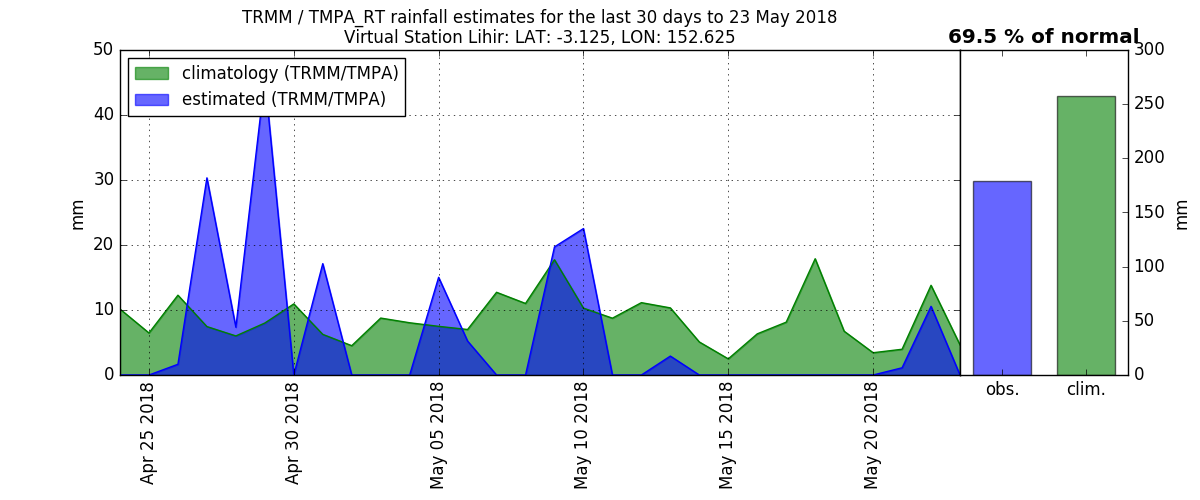 TRMM / TMPA_RT rainfall estimates for the last 30 days to 23 May 2018
Virtual Station Lihir: LAT: -3.125, LON: 152.625
69.5 % of normal
climatology (TRMM/TMPA)
estimated (TRMM/TMPA)
50
40
30
20
10
0
mm
Apr 25 2018
Apr 30 2018
May 05 2018
May 10 2018
May 15 2018
May 20 2018
300
250
200
150
100
50
0
mm
obs.
clim.